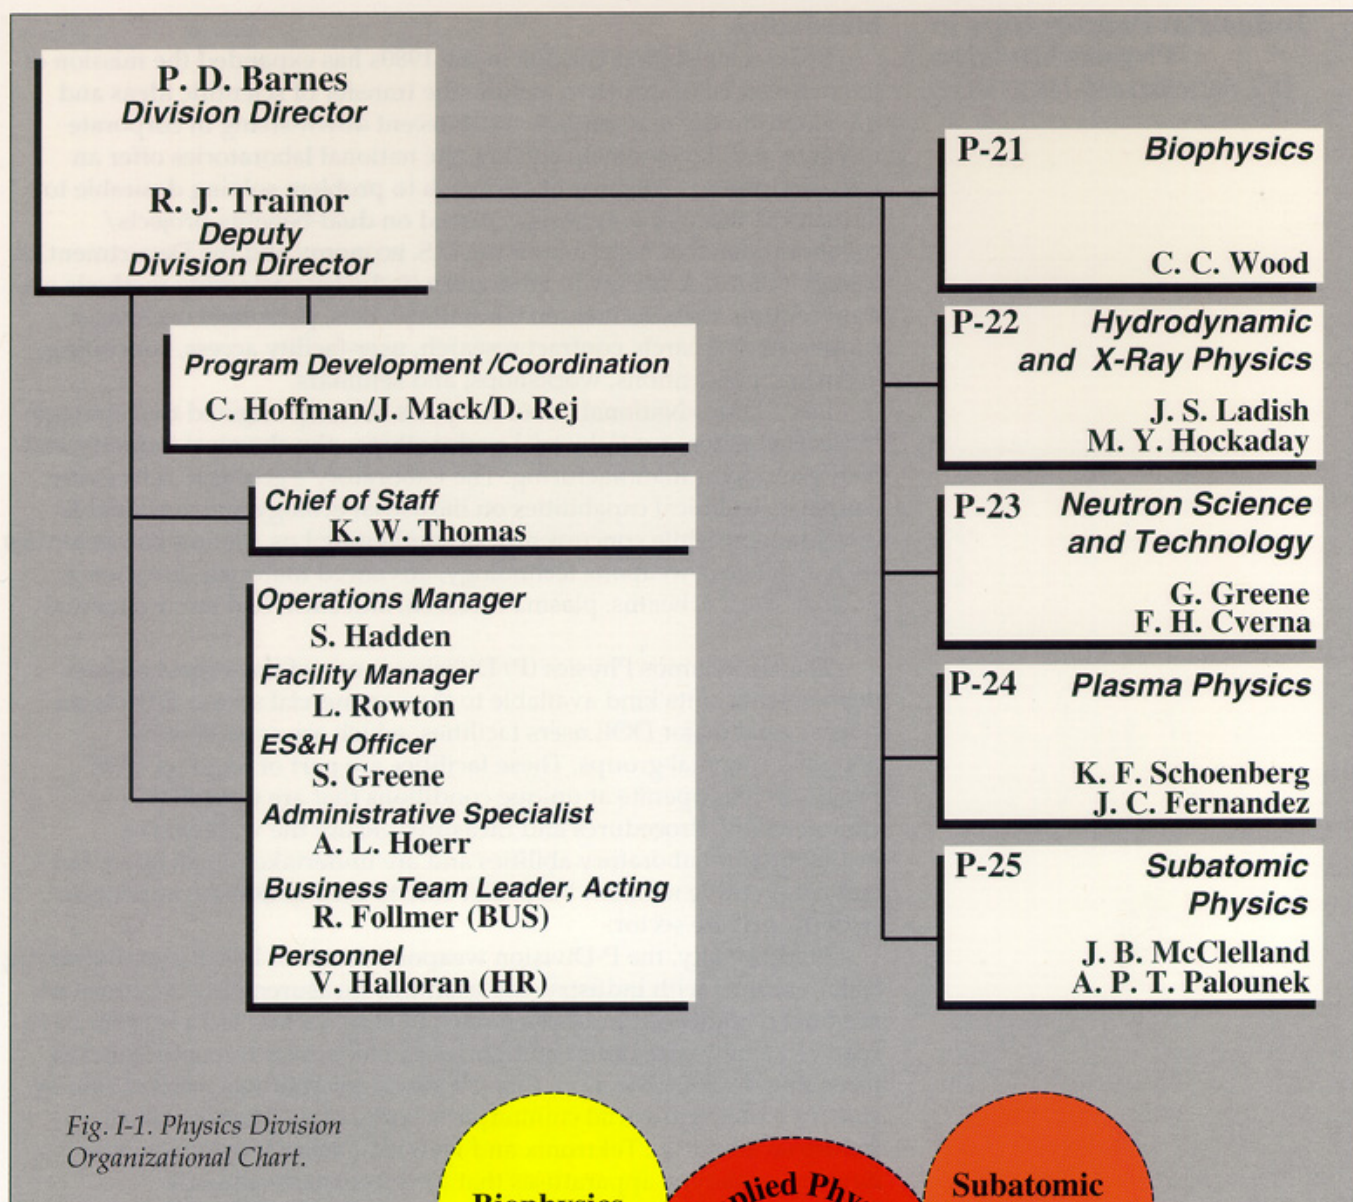 P. D. Barnes
Division Director
R. J. Trainor
Deputy
Division Director
Program Development /Coordination
C. Hoffman/J. Mack/D. Rej
Chief of Staff
K. W. Thomas
Operations Manager
S. Hadden
Facility Manager
L. Rowton
ES&H Officer
S. Greene
Administrative Specialist
A. L. Hoerr
Business Team Leader, Acting
R. Follmer (BUS)
Personnel
V. Halloran (HR)
P-21 Biophysics
C. C. Wood
P-22 Hydrodynamic
and X-Ray Physics
J. S. Ladish
M. Y. Hockaday
P-23 Neutron Science
and Technology
G. Greene
F. H. Cverna
P-24 Plasma Physics
K. F. Schoenberg
J. C. Fernandez
P-25 Subatomic
Physics
J. B. McClelland
A. P. T. Palounek
Fig. I-1. Physics Division
Organizational Chart.
Biophysics
Subatomic